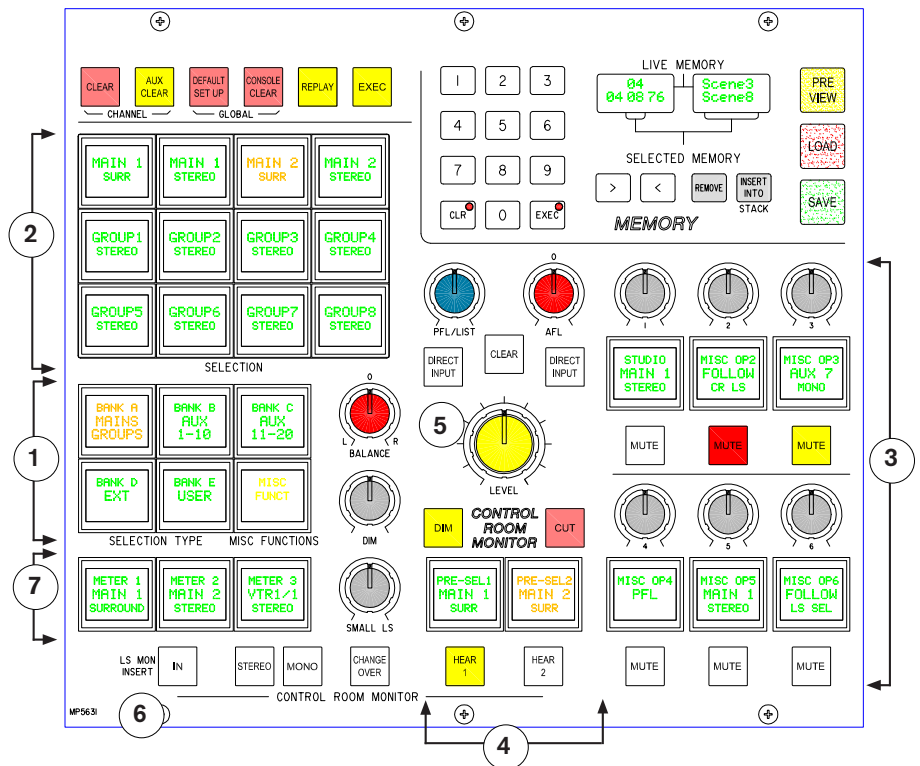 CLEAR
AUX
CLEAR
DEFAULT
SET UP
CONSOLE
CLEAR
REPLAY
EXEC
CHANNEL
GLOBAL
MAIN 1
SURR
MAIN 1
STEREO
MAIN 2
SURR
MAIN 2
STEREO
GROUP1
STEREO
GROUP2
STEREO
GROUP3
STEREO
GROUP4
STEREO
GROUP5
STEREO
GROUP6
STEREO
GROUP7
STEREO
GROUP8
STEREO
SELECTION
2
1
2
3
4
5
6
7
8
9
CLR
0
EXEC
LIVE MEMORY
04
04 08 76
Scene3
Scene8
SELECTED MEMORY
>
<
REMOVE
INSERT
INTO
STACK
MEMORY
PRE
VIEW
LOAD
SAVE
BANK A
MAINS
GROUPS
BANK B
AUX
1-10
BANK C
AUX
11-20
BANK D
EXT
BANK E
USER
MISC
FUNCT
SELECTION TYPE
MISC FUNCTIONS
1
0
L
R
BALANCE
DIM
SMALL LS
METER 1
MAIN 1
SURROUND
METER 2
MAIN 2
STEREO
METER 3
YTR1/1
STEREO
7
LS MON
INSERT
IN
STEREO
MONO
CHANGE
OVER
CONTROL ROOM MONITOR
MP5631
6
PFL/LIST
0
AFL
DIRECT
INPUT
CLEAR
DIRECT
INPUT
5
LEVEL
DIM
CONTROL
ROOM
MONITOR
CUT
PRE-SEL1
MAIN 1
SURR
PRE-SEL2
MAIN 2
SURR
HEAR
1
HEAR
2
4
1
2
3
STUDIO
MAIN 1
STEREO
MISC OP2
FOLLOW
CR LS
MISC OP3
AUX 7
MONO
MUTE
MUTE
MUTE
4
5
6
MISC OP4
PFL
MISC OP5
MAIN 1
STEREO
MISC OP6
FOLLOW
LS SEL
MUTE
MUTE
MUTE
3